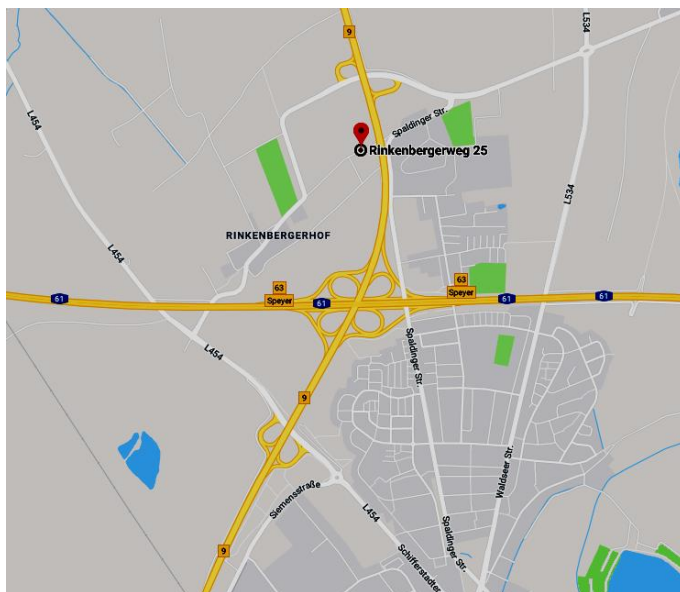 L534
9
L454
Spaldinger Str.
Rinkenbergerweg 25
L534
RINKENBERGERHOF
L454
63
Speyer
63
Speyer
61
61
61
61
L454
Spaldinger Str.
9
Waldseer Str.
Siemensstraße
L454
Spaldinger Str.
9
Schifferstadter